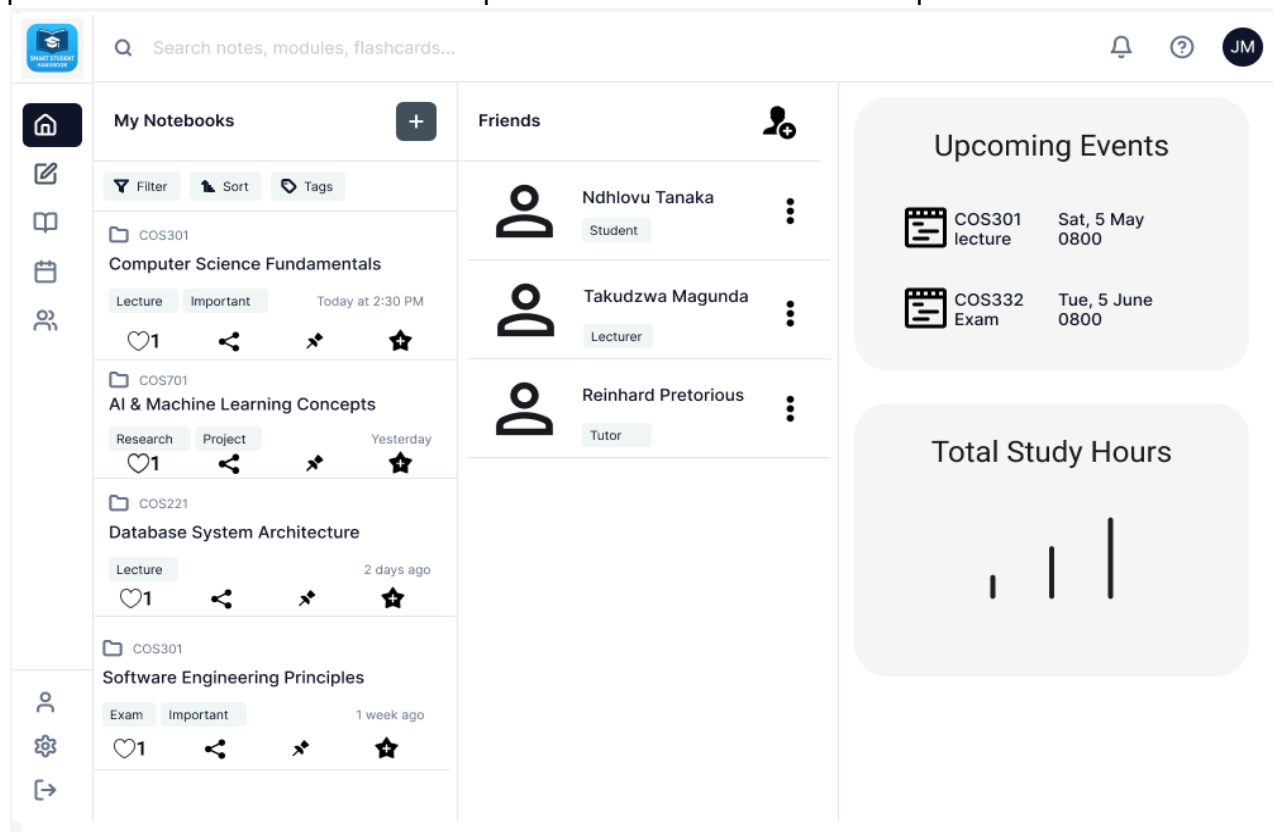 SMART STUDENT
HANDBOOK
Search notes, modules, flashcards...
JM
My Notebooks
+
Filter
Sort
Tags
COS301
Computer Science Fundamentals
Lecture Important Today at 2:30 PM
1
COS701
AI & Machine Learning Concepts
Research Project Yesterday
1
COS221
Database System Architecture
Lecture 2 days ago
1
COS301
Software Engineering Principles
Exam Important 1 week ago
1
Friends
Ndhlovu Tanaka
Student
Takudzwa Magunda
Lecturer
Reinhard Pretorious
Tutor
Upcoming Events
COS301 Sat, 5 May
lecture 0800
COS332 Tue, 5 June
Exam 0800
Total Study Hours